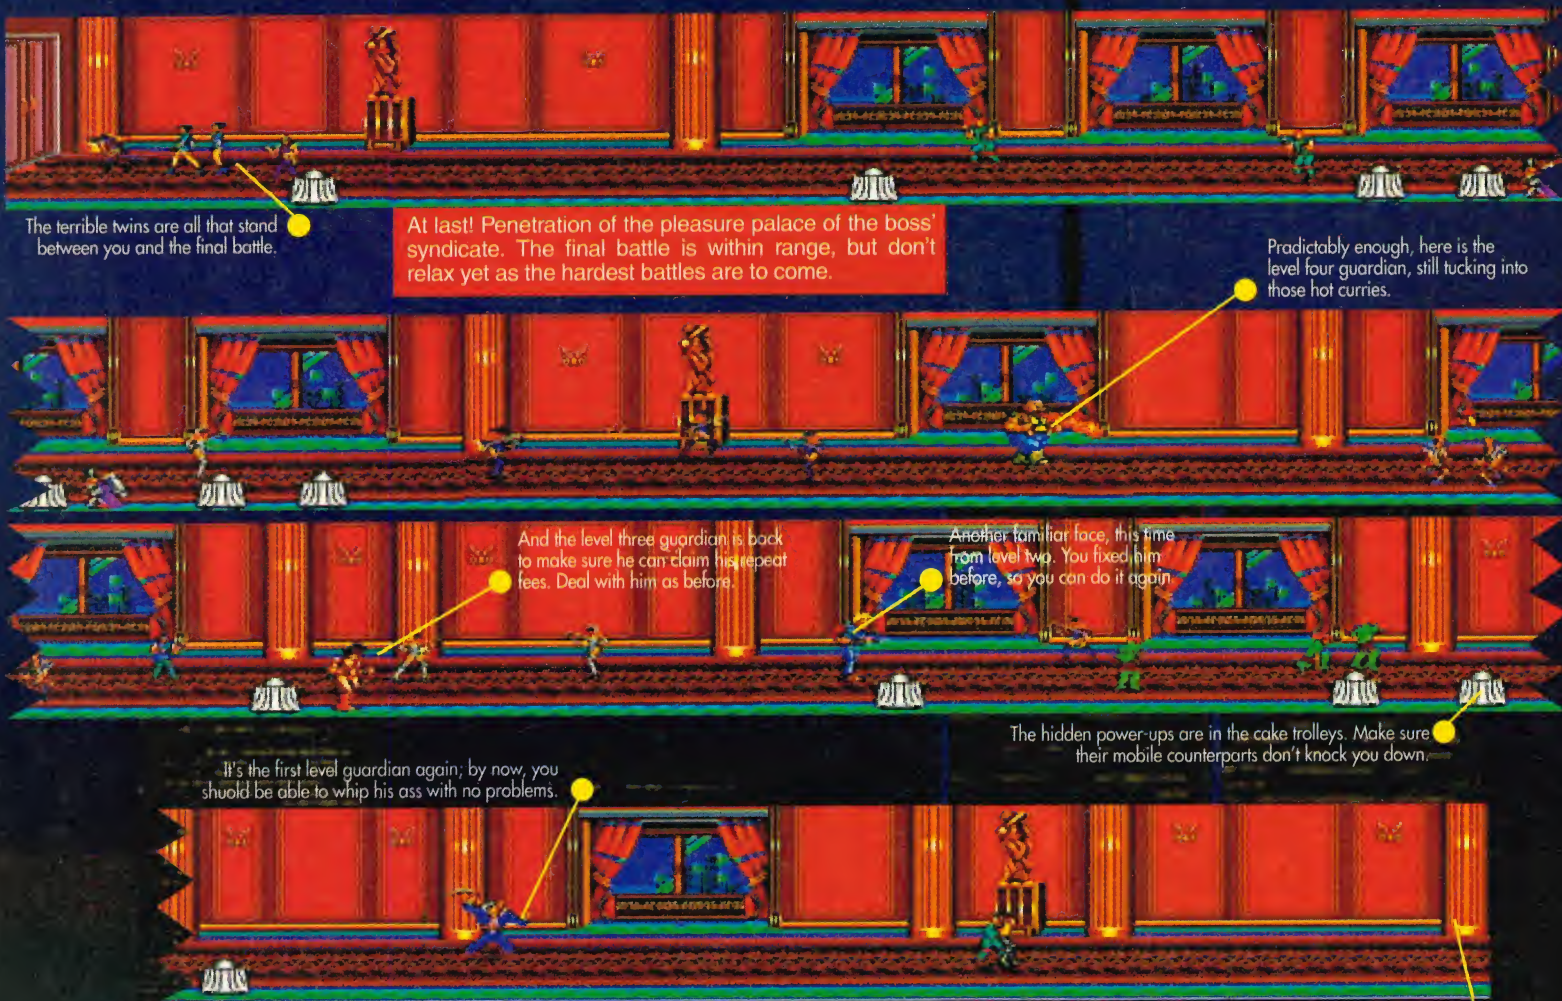 The terrible twins are all that stand
between you and the final battle.
At last! Penetration of the pleasure palace of the boss'
syndicate. The final battle is within range, but don't
relax yet as the hardest battles are to come.
Pradictably enough, here is the
level four guardian, still tucking into
those hot curries.
And the level three guardian is back
to make sure he can claim his repeat
fees. Deal with him as before.
Another familiar face, this time
from level two. You fixed him
before, so you can do it again
The hidden power-ups are in the cake trolleys. Make sure
their mobile counterparts don't knock you down.
It's the first level guardian again; by now, you
shuold be able to whip his ass with no problems.